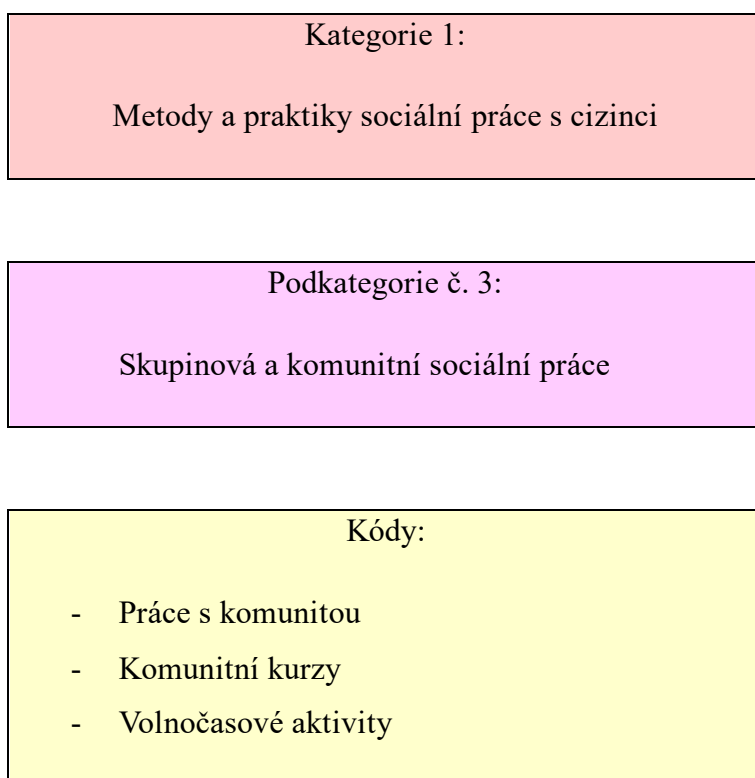 Kategorie 1:
Metody a praktiky sociální práce s cizinci
Podkategorie č. 3:
Skupinová a komunitní sociální práce
Kódy:
- Práce s komunitou
- Komunitní kurzy
- Volnočasové aktivity